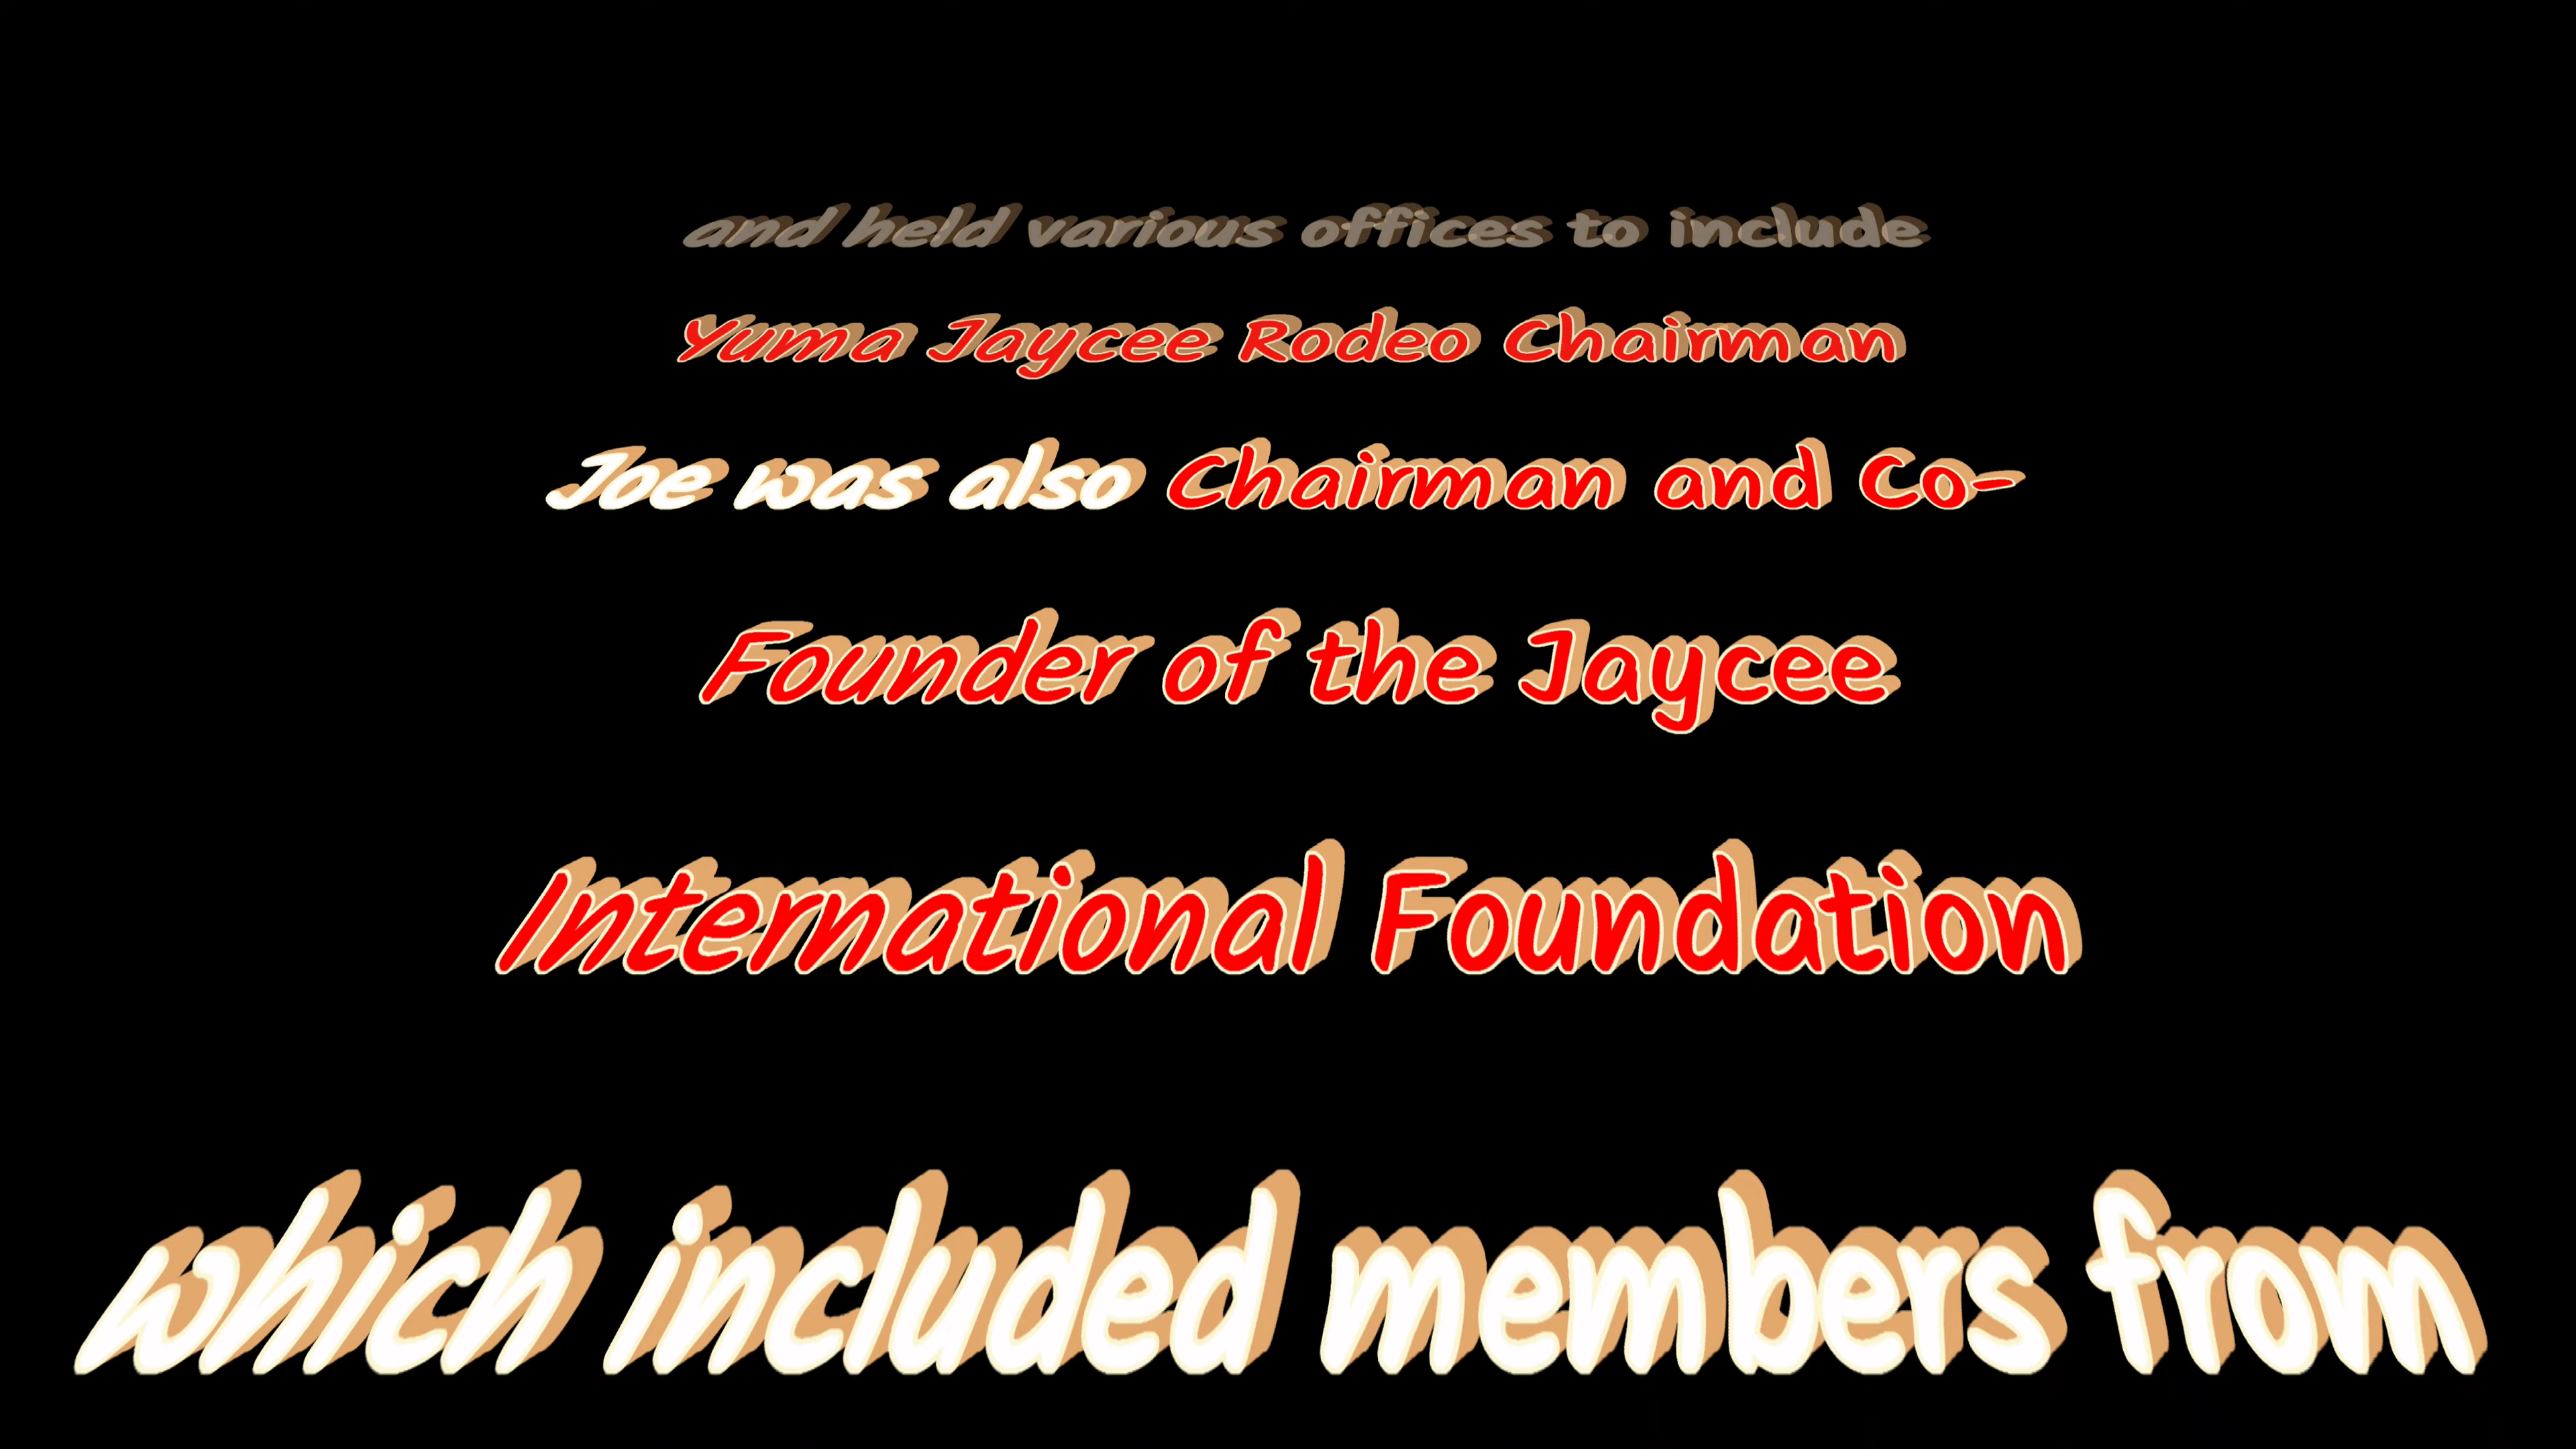 and held various offices to include
Yuma Jaycee Rodeo Chairman
Joe was also Chairman and Co-
Founder of the Jaycee
International Foundation
which included members from